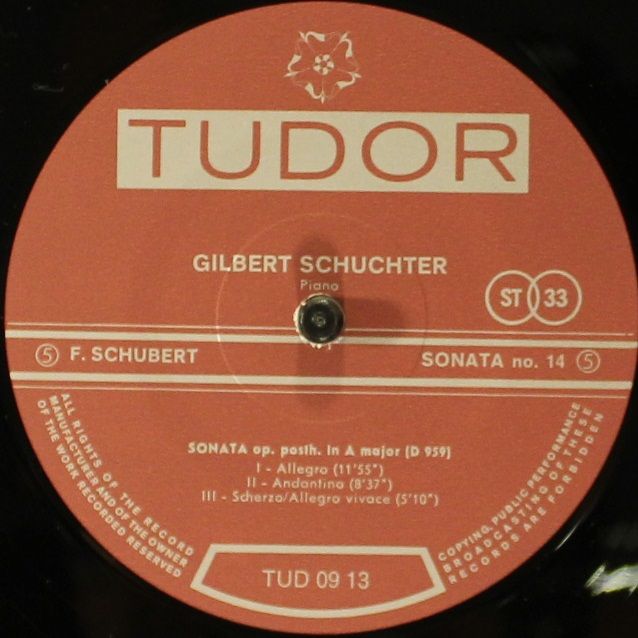 TUDOR
GILBERT SCHUCHTER
Piano
ST 33
5 F. SCHUBERT
SONATA no. 14 5
SONATA op. posth. in A major (D 959)
I - Allegro (11'55")
II - Andantino (8'37")
III - Scherzo/Allegro vivace (5'10")
ALL RIGHTS OF THE RECORD
MANUFACTURER AND OF THE OWNER
OF THE WORK RECORDED RESERVED
COPYING, PUBLIC PERFORMANCE
BROADCASTING OF THESE
RECORDS ARE FORBIDDEN
TUD 09 13